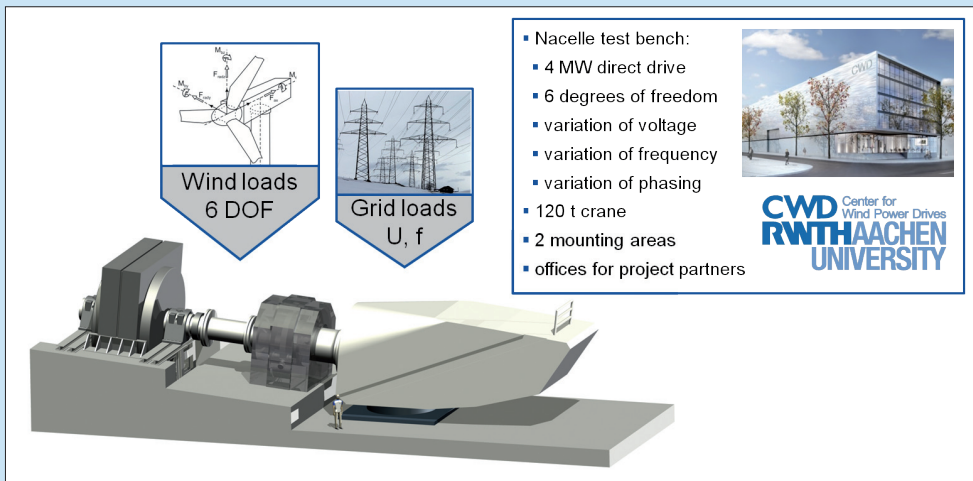 Wind loads
6 DOF
Grid loads
U, f
▪ Nacelle test bench:
▪ 4 MW direct drive
▪ 6 degrees of freedom
▪ variation of voltage
▪ variation of frequency
▪ variation of phasing
▪ 120 t crane
▪ 2 mounting areas
▪ offices for project partners
CWD
CWD Center for
Wind Power Drives
RWTHAACHEN
UNIVERSITY